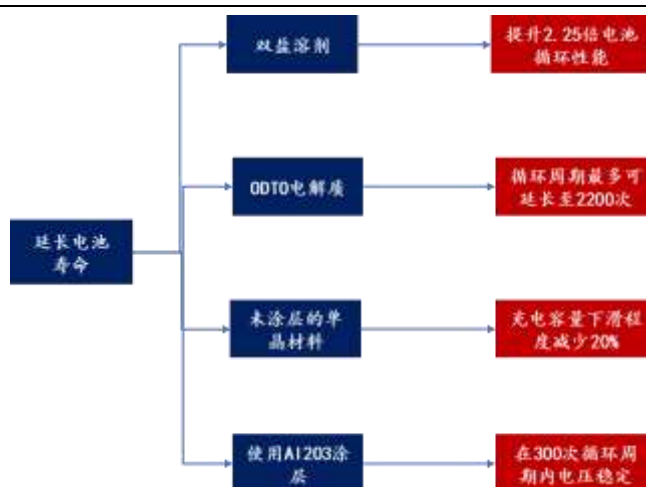 双盐溶剂
提升2.25倍电池
循环性能
ODTO电解质
循环周期最多可
延长至2200次
延长电池
寿命
未涂层的单
晶材料
充电容量下滑程
度减少20%
使用Al2O3涂
层
在300次循环周
期内电压稳定